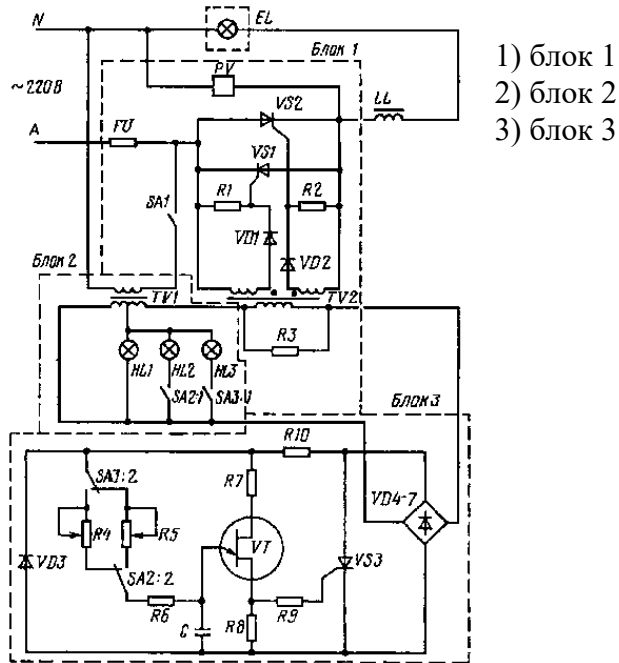 N
EL
Блок 1
PV
1) блок 1
2) блок 2
3) блок 3
VS2
LL
~220В
A
FU
VS1
R1
R2
SA1
VD1
VD2
Блок 2
TV1
TV2
R3
HL1
HL2
HL3
SA2:1
SA3:1
Блок 3
R10
SA3:2
R7
VD4-7
R4
R5
VT
VD3
VS3
SA2:2
R6
R9
C
R8